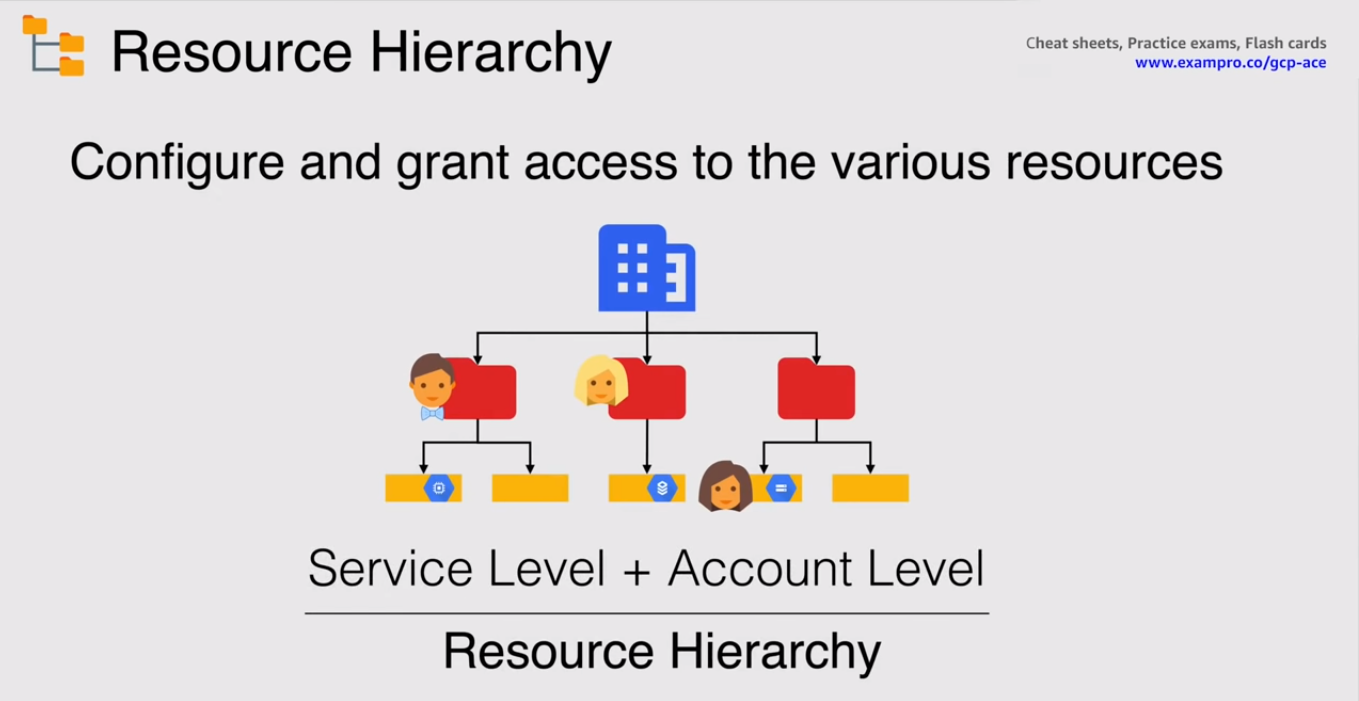 Resource Hierarchy
Cheat sheets, Practice exams, Flash cards
www.exampro.co/gcp-ace
Configure and grant access to the various resources
Service Level + Account Level
Resource Hierarchy